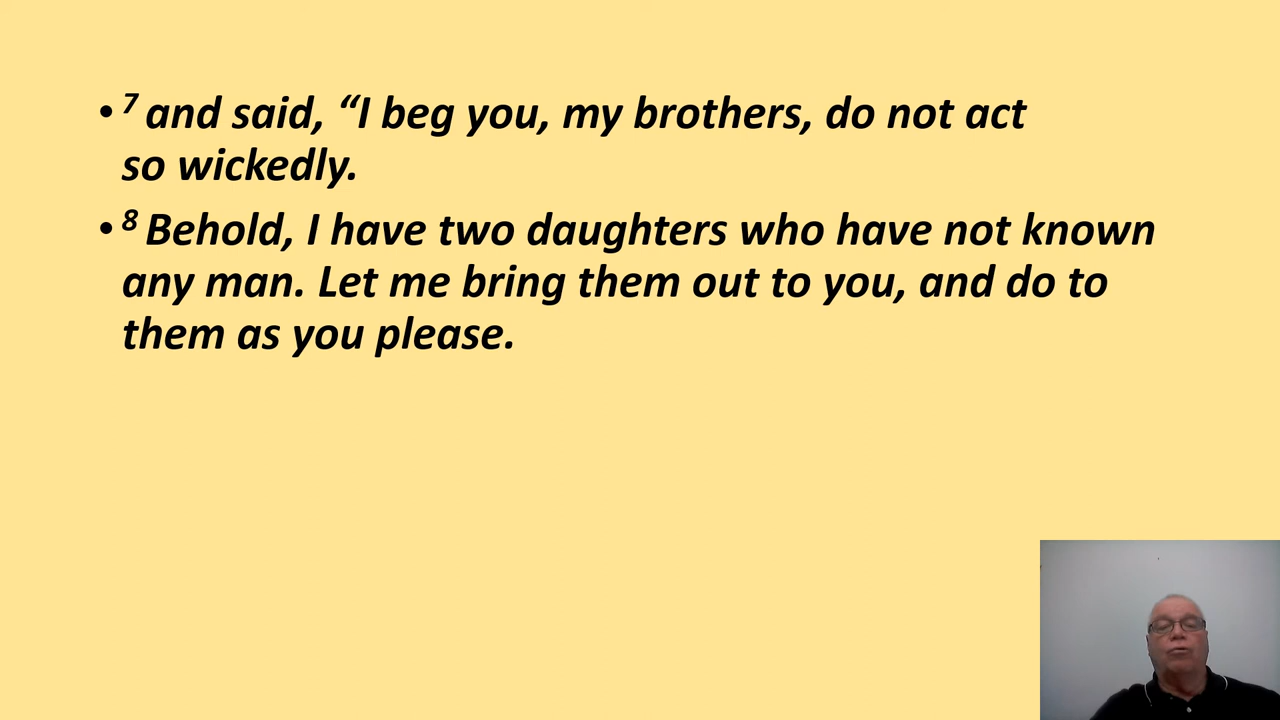 • ⁷ and said, “I beg you, my brothers, do not act
so wickedly.
• ⁸ Behold, I have two daughters who have not known
any man. Let me bring them out to you, and do to
them as you please.